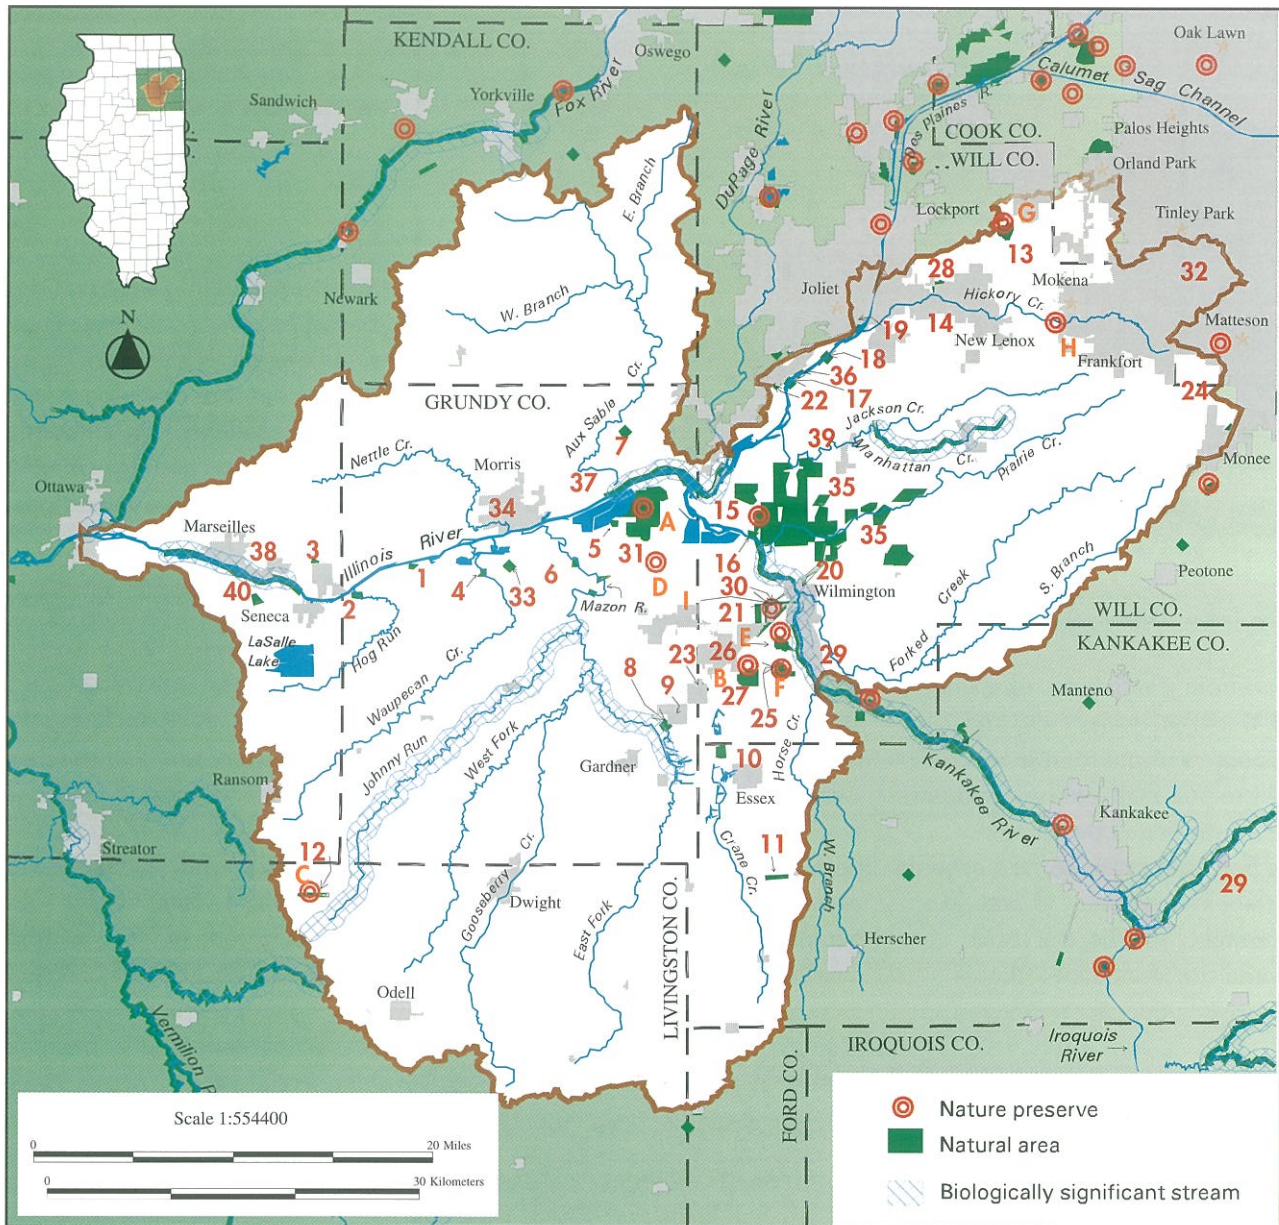 KENDALL CO.
Oswego
Oak Lawn
Sandwich
Yorkville
Fox River
DuPage River
Des Plaines R.
Calumet Sag Channel
COOK CO.
WILL CO.
Palos Heights
Orland Park
Tinley Park
E. Branch
Lockport
G
13
Newark
N
W. Branch
Joliet
28
Mokena
32
Hickory Cr.
19
14
New Lenox
H
Matteson
Frankfort
18
36
22
17
24
GRUNDY CO.
Aux Sable Cr.
7
Jackson Cr.
39
Manhattan Cr.
Prairie Cr.
Monee
Nettle Cr.
Morris
37
34
35
15
35
Ottawa
Marseilles
38
3
Illinois River
5
A
31
D
16
20
1
4
33
6
30
Wilmington
S. Branch
Peotone
40
Seneca
2
Mazon R.
I
21
E
Creek
Forked
WILL CO.
KANKAKEE CO.
LaSalle
Lake
Hog Run
Waupecan Cr.
8
9
23
26
B
27
F
25
29
Manteno
Johnny Run
West Fork
Gardner
10
Essex
Horse Cr.
Kankakee River
Ransom
Streator
12
C
Gooseberry Cr.
Dwight
Crane Cr.
11
W. Branch
Kankakee
29
East Fork
LIVINGSTON CO.
Herscher
Odell
Vermilion
IROQUOIS CO.
FORD CO.
Iroquois
River
Scale 1:554400
0
20 Miles
0
30 Kilometers
Nature preserve
Natural area
Biologically significant stream